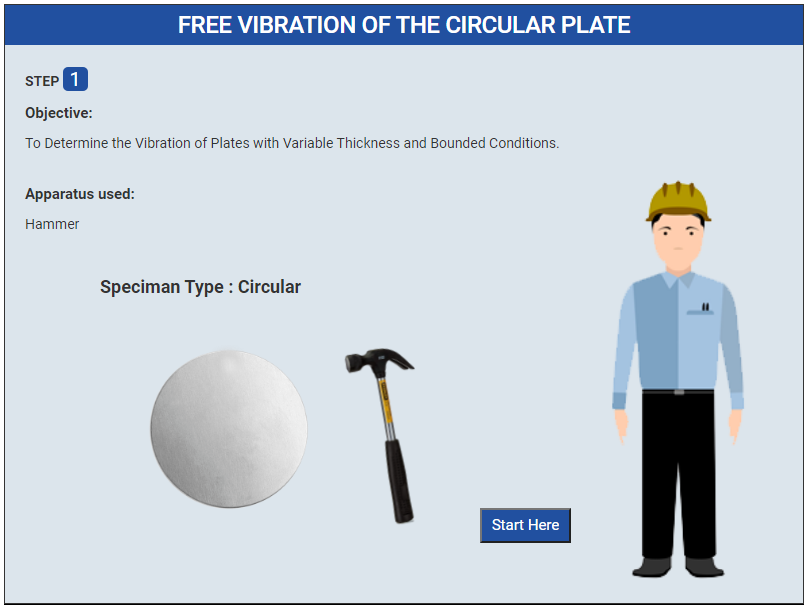 FREE VIBRATION OF THE CIRCULAR PLATE
STEP 1
Objective:
To Determine the Vibration of Plates with Variable Thickness and Bounded Conditions.
Apparatus used:
Hammer
Speciman Type : Circular
Start Here